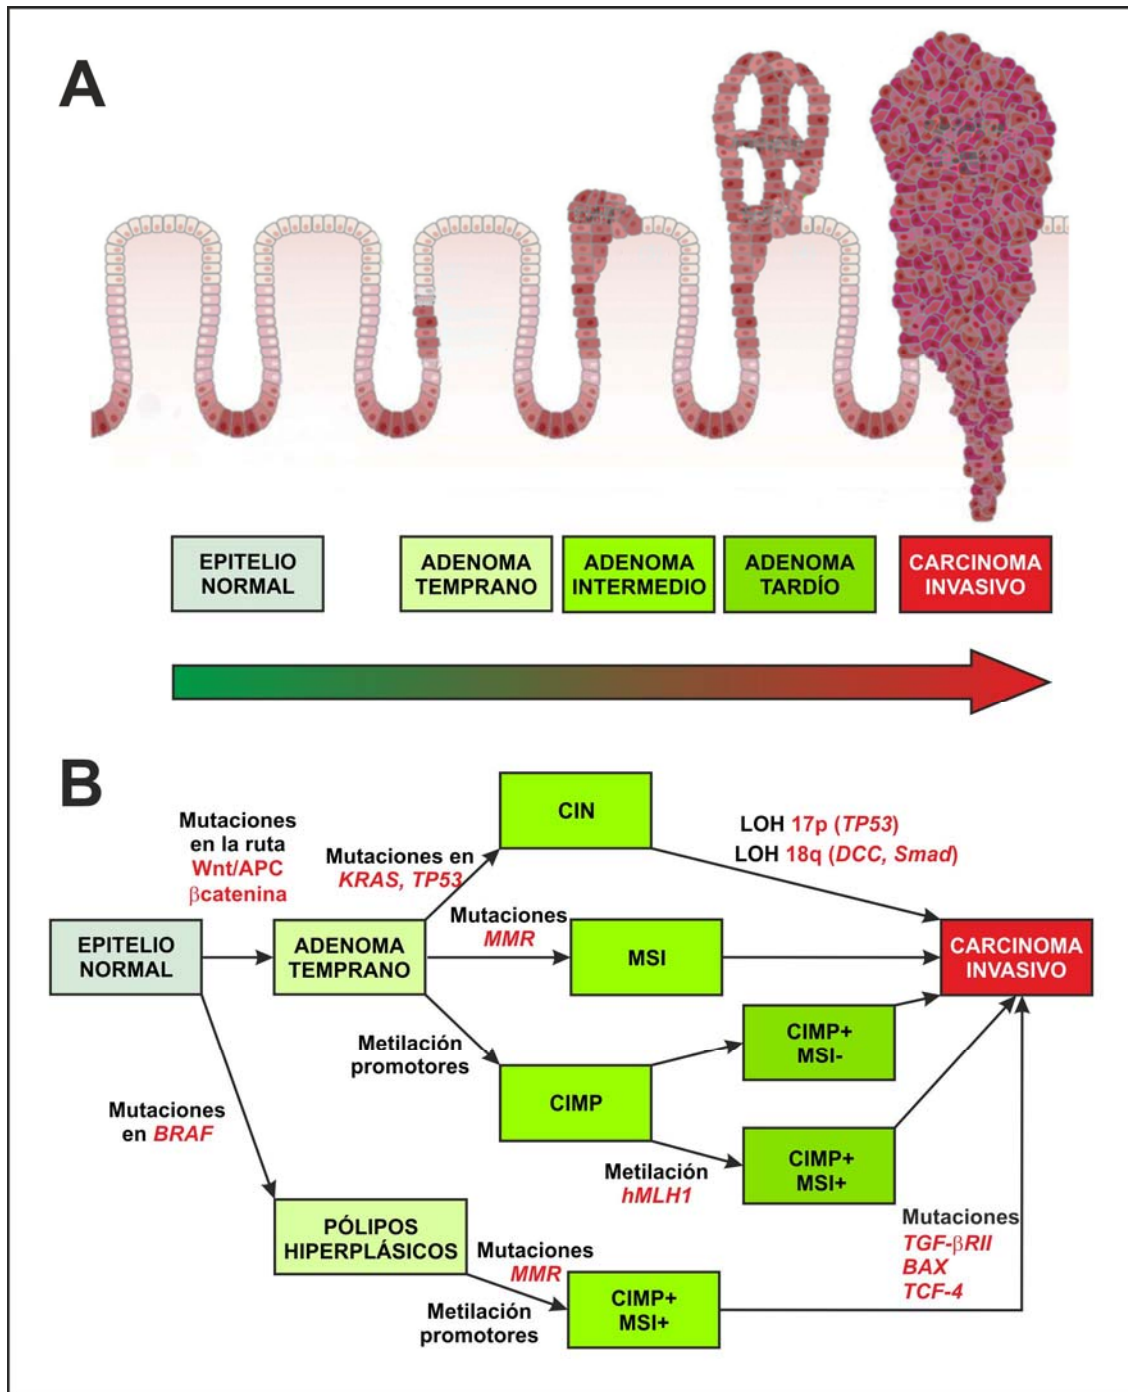 A
EPITELIO
NORMAL
ADENOMA
TEMPRANO
ADENOMA
INTERMEDIO
ADENOMA
TARDÍO
CARCINOMA
INVASIVO
B
CIN
Mutaciones
en la ruta
Wnt/APC
βcatenina
Mutaciones en
KRAS, TP53
LOH 17p (TP53)
LOH 18q (DCC, Smad)
EPITELIO
NORMAL
ADENOMA
TEMPRANO
Mutaciones
MMR
MSI
CARCINOMA
INVASIVO
Metilación
promotores
CIMP
CIMP+
MSI-
Mutaciones
en BRAF
Metilación
hMLH1
CIMP+
MSI+
PÓLIPOS
HIPERPLÁSICOS
Mutaciones
MMR
Metilación
promotores
CIMP+
MSI+
Mutaciones
TGF-βRII
BAX
TCF-4